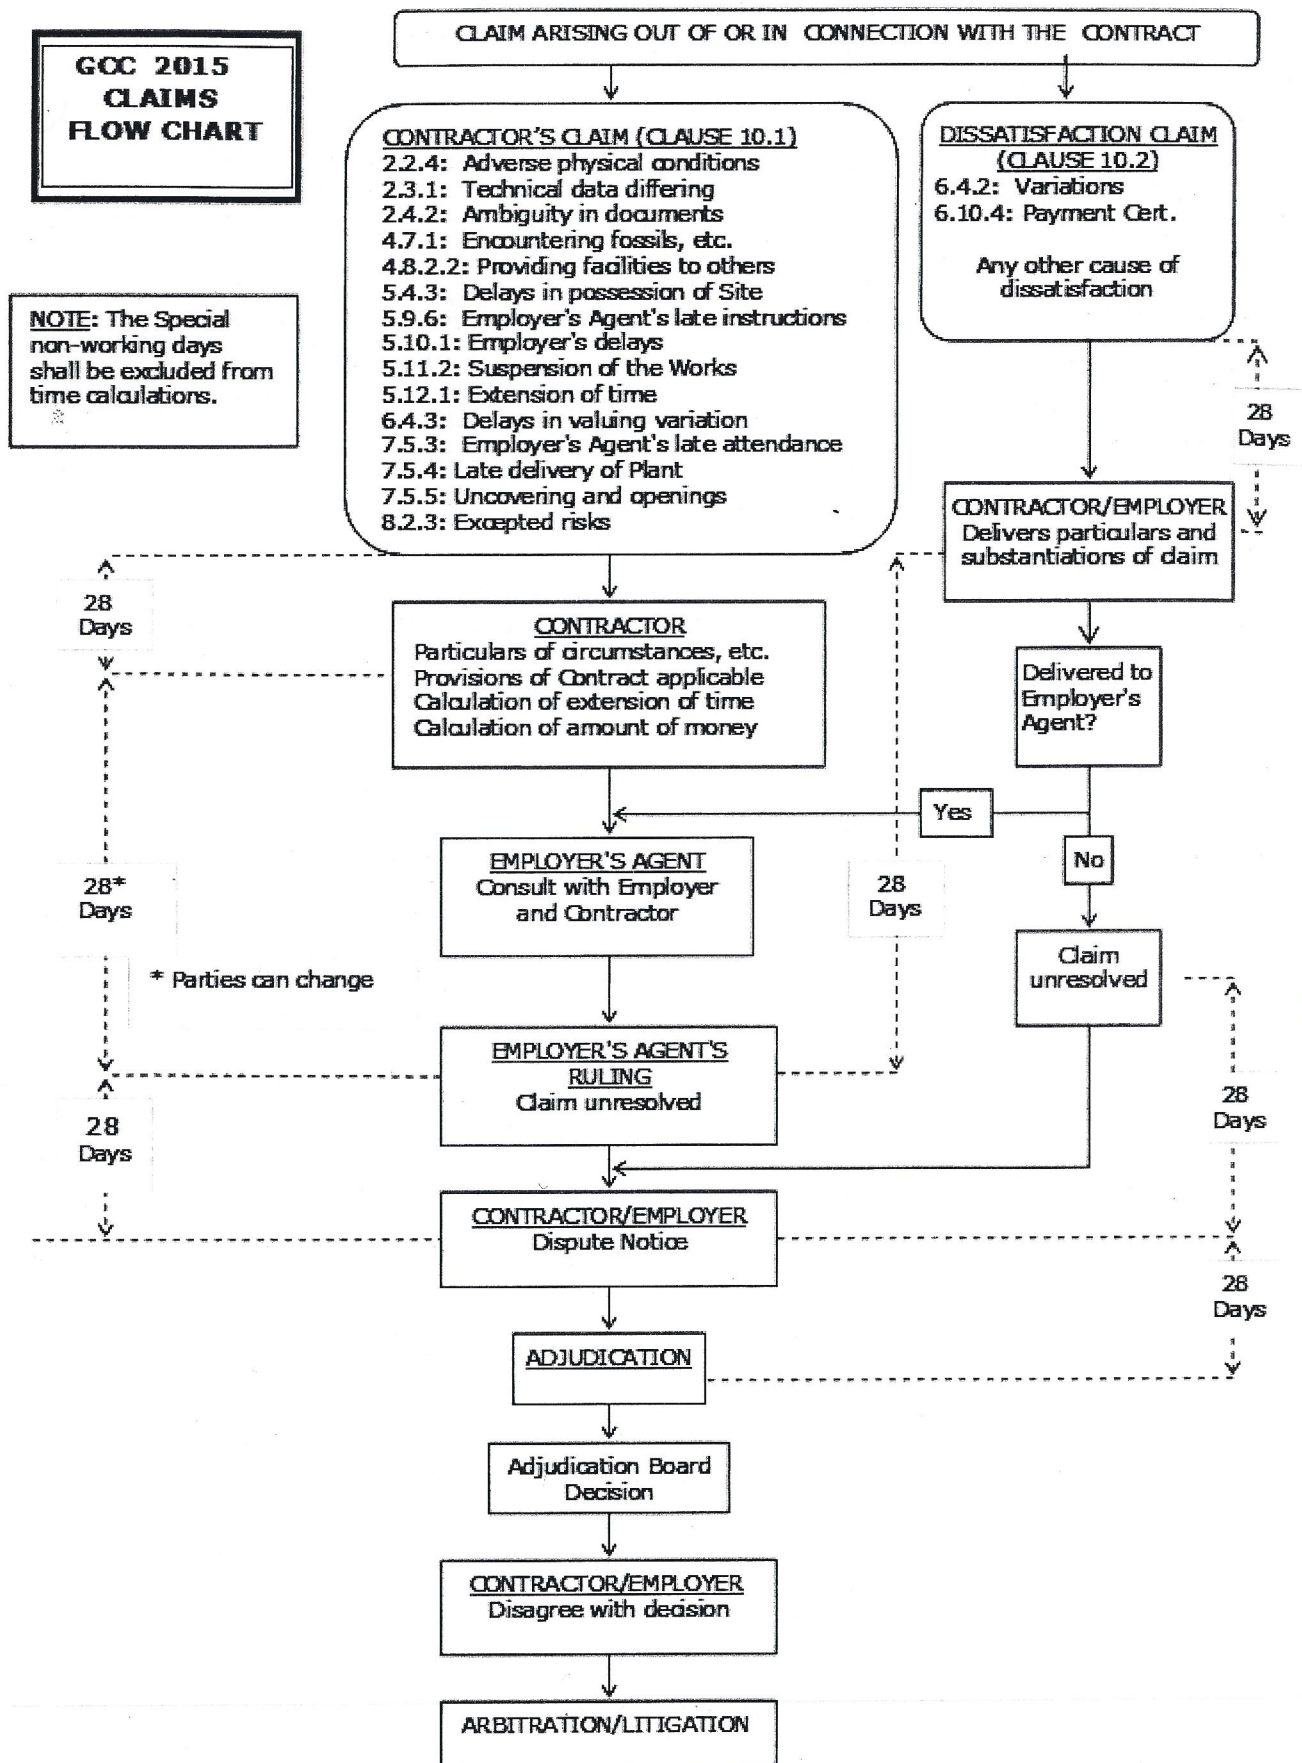 GCC 2015
CLAIMS
FLOW CHART
CLAIM ARISING OUT OF OR IN CONNECTION WITH THE CONTRACT
CONTRACTOR'S CLAIM (CLAUSE 10.1)
2.2.4: Adverse physical conditions
2.3.1: Technical data differing
2.4.2: Ambiguity in documents
4.7.1: Encountering fossils, etc.
4.8.2.2: Providing facilities to others
5.4.3: Delays in possession of Site
5.9.6: Employer's Agent's late instructions
5.10.1: Employer's delays
5.11.2: Suspension of the Works
5.12.1: Extension of time
6.4.3: Delays in valuing variation
7.5.3: Employer's Agent's late attendance
7.5.4: Late delivery of Plant
7.5.5: Uncovering and openings
8.2.3: Excepted risks
DISSATISFACTION CLAIM
(CLAUSE 10.2)
6.4.2: Variations
6.10.4: Payment Cert.
Any other cause of
dissatisfaction
NOTE: The Special
non-working days
shall be excluded from
time calculations.
28
Days
CONTRACTOR/EMPLOYER
Delivers particulars and
substantiations of claim
28
Days
CONTRACTOR
Particulars of circumstances, etc.
Provisions of Contract applicable
Calculation of extension of time
Calculation of amount of money
Delivered to
Employer's
Agent?
Yes
No
EMPLOYER'S AGENT
Consult with Employer
and Contractor
28*
Days
28
Days
* Parties can change
Claim
unresolved
EMPLOYER'S AGENT'S
RULING
Claim unresolved
28
Days
28
Days
CONTRACTOR/EMPLOYER
Dispute Notice
28
Days
ADJUDICATION
Adjudication Board
Decision
CONTRACTOR/EMPLOYER
Disagree with decision
ARBITRATION/LITIGATION